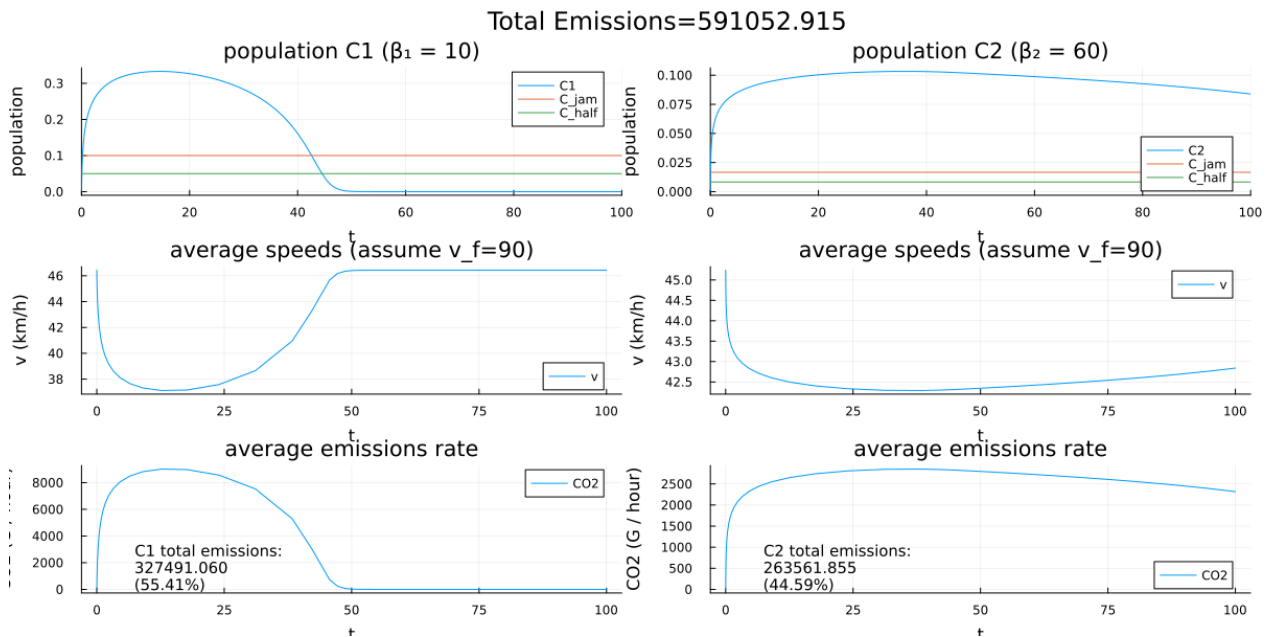 Total Emissions=591052.915
population C1 (β₁ = 10)
population
0.3
0.2
0.1
0.0
C1
C_jam
C_half
0
20
40
60
80
100
t
population C2 (β₂ = 60)
population
0.100
0.075
0.050
0.025
0.000
C2
C_jam
C_half
0
20
40
60
80
100
t
average speeds (assume v_f=90)
v (km/h)
46
44
42
40
38
v
0
25
50
75
100
t
average speeds (assume v_f=90)
v (km/h)
45.0
44.5
44.0
43.5
43.0
42.5
v
0
25
50
75
100
t
average emissions rate
8000
6000
4000
2000
0
CO2
C1 total emissions:
327491.060
(55.41%)
0
25
50
75
100
t
average emissions rate
CO2 (G / hour)
2500
2000
1500
1000
500
0
C2 total emissions:
263561.855
(44.59%)
CO2
0
25
50
75
100
t